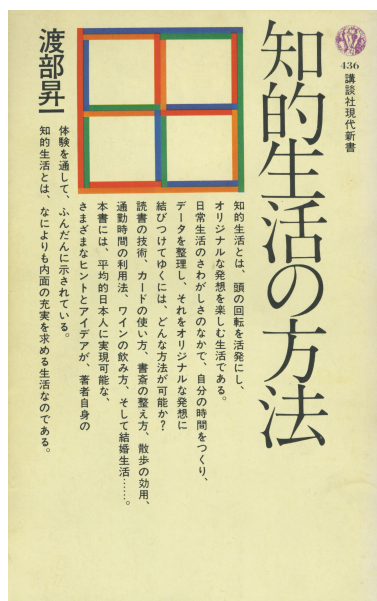 436
講談社現代新書
知的生活の方法
渡部昇一
知的生活とは、頭の回転を活発にし、
オリジナルな発想を楽しむ生活である。
日常生活のさわがしさのなかで、自分の時間をつくり、
データを整理し、それをオリジナルな発想に
結びつけてゆくには、どんな方法が可能か?
読書の技術、カードの使い方、書斎の整え方、散歩の効用、
通勤時間の利用法、ワインの飲み方、そして結婚生活……。
本書には、平均的日本人に実現可能な、
さまざまなヒントとアイデアが、著者自身の
体験を通して、ふんだんに示されている。
知的生活とは、なによりも内面の充実を求める生活なのである。